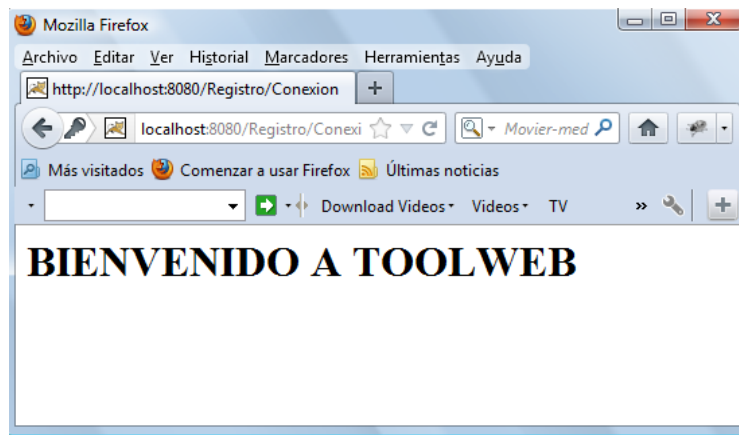 Mozilla Firefox
Archivo Editar Ver Historial Marcadores Herramientas Ayuda
http://localhost:8080/Registro/Conexion
localhost:8080/Registro/Conexi Movier-med
Más visitados Comenzar a usar Firefox Últimas noticias
Download Videos Videos TV »
BIENVENIDO A TOOLWEB